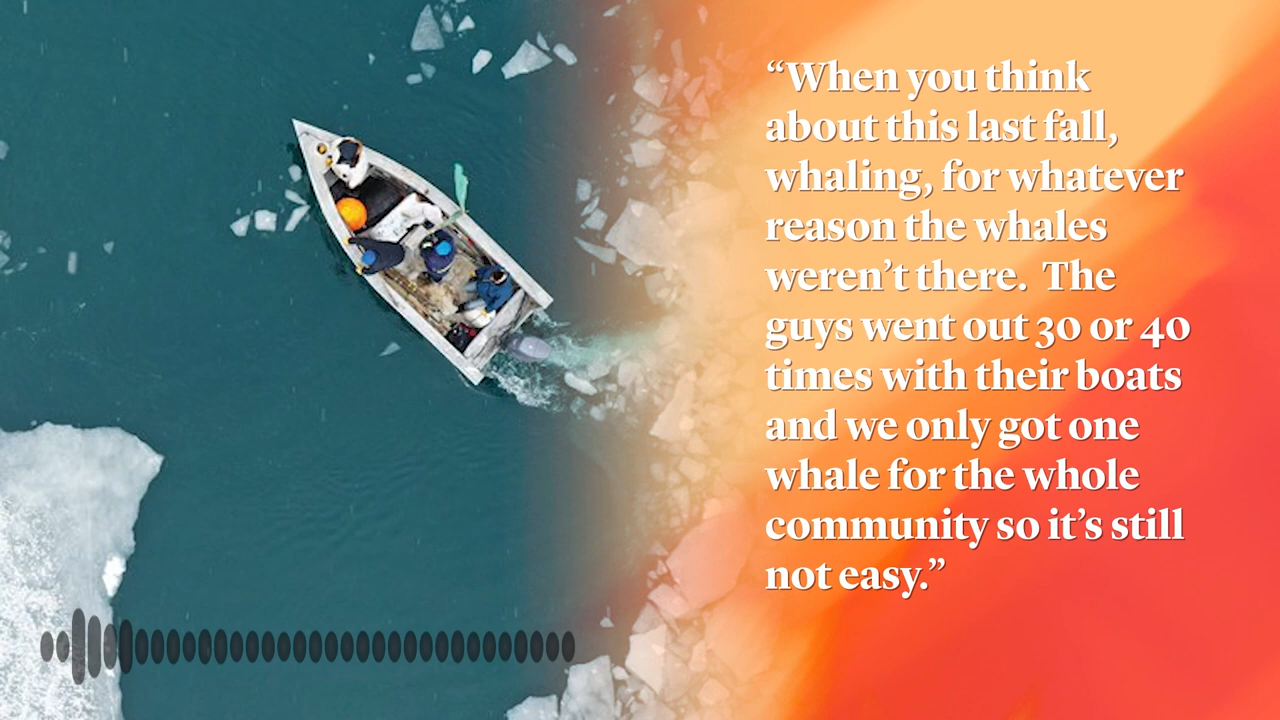 “When you think
about this last fall,
whaling, for whatever
reason the whales
weren’t there.  The
guys went out 30 or 40
times with their boats
and we only got one
whale for the whole
community so it’s still
not easy.”